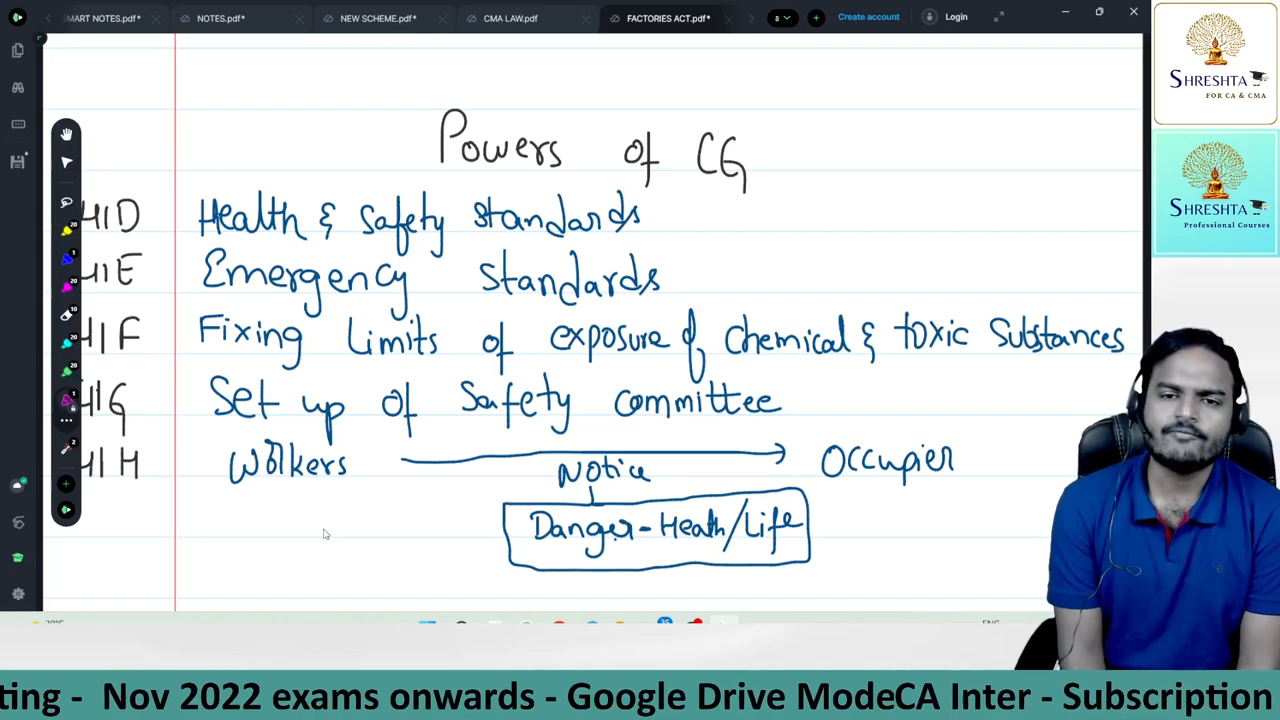 SMART NOTES.pdf*
NOTES.pdf*
NEW SCHEME.pdf*
CMA LAW.pdf
FACTORIES ACT.pdf*
8
Create account
Login
SHRESHTA
FOR CA & CMA
SHRESHTA
Professional Courses
Powers of CG
41D Health & Safety Standards
41E Emergency Standards
41F Fixing Limits of exposure of chemical & toxic Substances
41G Set up of Safety committee
41H Workers Notice Occupier
Danger-Heath/Life
ting - Nov 2022 exams onwards - Google Drive ModeCA Inter - Subscription